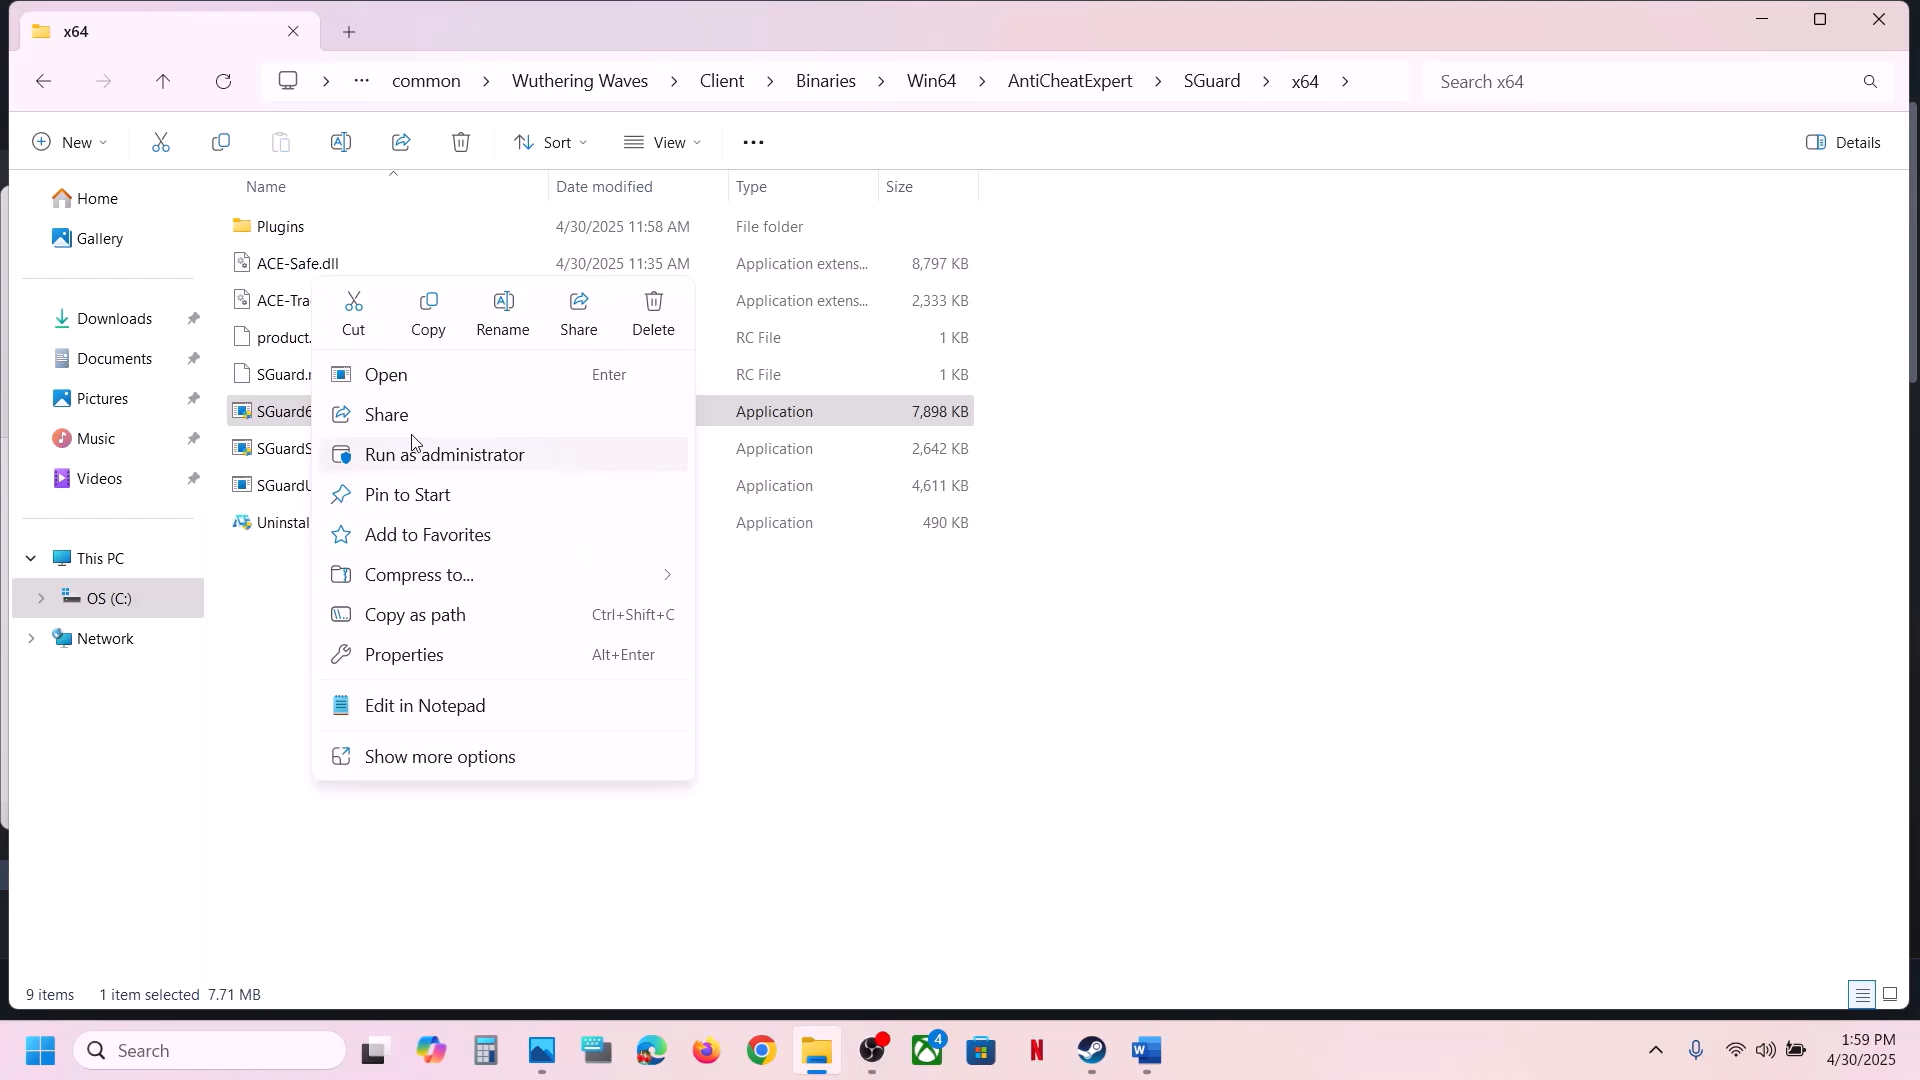 x64
common
Wuthering Waves
Client
Binaries
Win64
AntiCheatExpert
SGuard
x64
Search x64
New
Sort
View
Details
Name
Date modified
Type
Size
Home
Gallery
Downloads
Documents
Pictures
Music
Videos
This PC
OS (C:)
Network
Plugins 4/30/2025 11:58 AM File folder
ACE-Safe.dll 4/30/2025 11:35 AM Application extens... 8,797 KB
ACE-Tra Application extens... 2,333 KB
product. RC File 1 KB
SGuard.r RC File 1 KB
SGuard6 Application 7,898 KB
SGuardS Application 2,642 KB
SGuardU Application 4,611 KB
Uninstal Application 490 KB
Cut
Copy
Rename
Share
Delete
Open Enter
Share
Run as administrator
Pin to Start
Add to Favorites
Compress to...
Copy as path Ctrl+Shift+C
Properties Alt+Enter
Edit in Notepad
Show more options
9 items 1 item selected 7.71 MB
Search
4
1:59 PM
4/30/2025